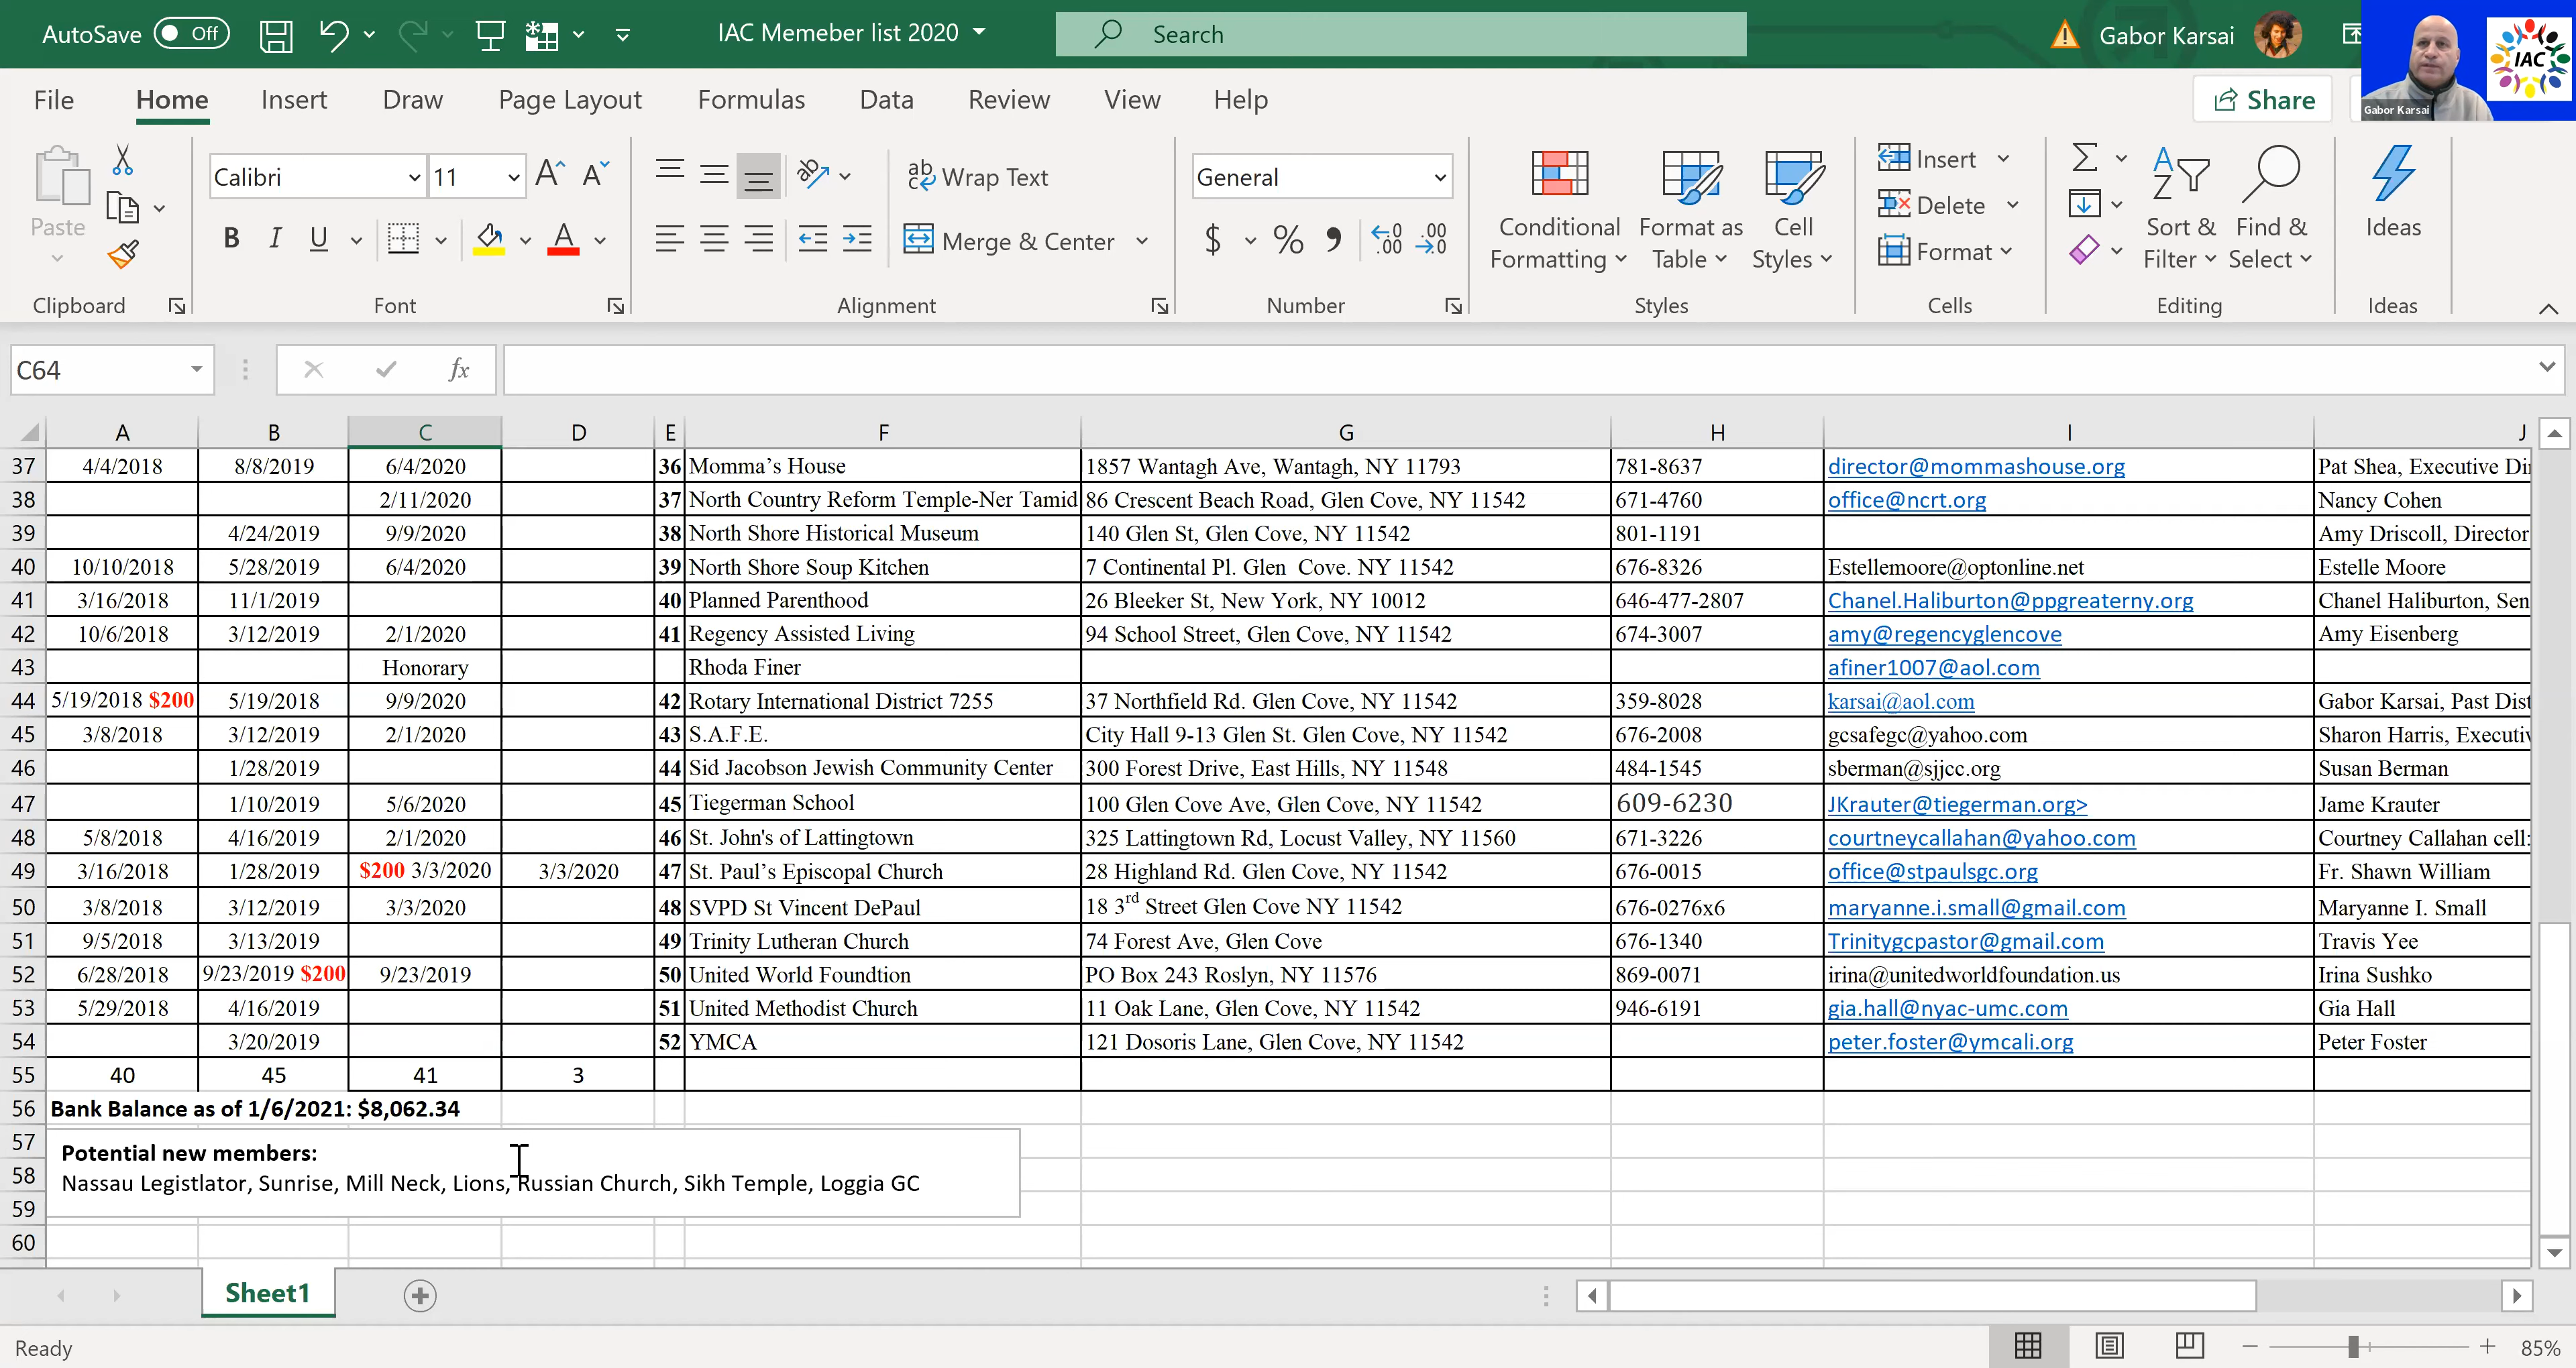 AutoSave Off IAC Memeber list 2020 Search Gabor Karsai
IAC
Gabor Karsai
File Home Insert Draw Page Layout Formulas Data Review View Help Share
Paste
Clipboard
Calibri 11 A A
B I U A
Font
ab Wrap Text
Merge & Center
Alignment
General
$ % , .00 .00
Number
Conditional Formatting
Format as Table
Cell Styles
Styles
Insert
Delete
Format
Cells
Sort & Filter
Find & Select
Editing
Ideas
Ideas
C64 fx
A B C D E F G H I J
37 4/4/2018 8/8/2019 6/4/2020 36 Momma’s House 1857 Wantagh Ave, Wantagh, NY 11793 781-8637 director@mommashouse.org Pat Shea, Executive Di
38 2/11/2020 37 North Country Reform Temple-Ner Tamid 86 Crescent Beach Road, Glen Cove, NY 11542 671-4760 office@ncrt.org Nancy Cohen
39 4/24/2019 9/9/2020 38 North Shore Historical Museum 140 Glen St, Glen Cove, NY 11542 801-1191 Amy Driscoll, Director
40 10/10/2018 5/28/2019 6/4/2020 39 North Shore Soup Kitchen 7 Continental Pl. Glen Cove. NY 11542 676-8326 Estellemoore@optonline.net Estelle Moore
41 3/16/2018 11/1/2019 40 Planned Parenthood 26 Bleeker St, New York, NY 10012 646-477-2807 Chanel.Haliburton@ppgreaterny.org Chanel Haliburton, Sen
42 10/6/2018 3/12/2019 2/1/2020 41 Regency Assisted Living 94 School Street, Glen Cove, NY 11542 674-3007 amy@regencyglencove Amy Eisenberg
43 Honorary Rhoda Finer afiner1007@aol.com
44 5/19/2018 $200 5/19/2018 9/9/2020 42 Rotary International District 7255 37 Northfield Rd. Glen Cove, NY 11542 359-8028 karsai@aol.com Gabor Karsai, Past Dist
45 3/8/2018 3/12/2019 2/1/2020 43 S.A.F.E. City Hall 9-13 Glen St. Glen Cove, NY 11542 676-2008 gcsafegc@yahoo.com Sharon Harris, Executiv
46 1/28/2019 44 Sid Jacobson Jewish Community Center 300 Forest Drive, East Hills, NY 11548 484-1545 sberman@sjjcc.org Susan Berman
47 1/10/2019 5/6/2020 45 Tiegerman School 100 Glen Cove Ave, Glen Cove, NY 11542 609-6230 JKrauter@tiegerman.org> Jame Krauter
48 5/8/2018 4/16/2019 2/1/2020 46 St. John's of Lattingtown 325 Lattingtown Rd, Locust Valley, NY 11560 671-3226 courtneycallahan@yahoo.com Courtney Callahan cell:
49 3/16/2018 1/28/2019 $200 3/3/2020 3/3/2020 47 St. Paul’s Episcopal Church 28 Highland Rd. Glen Cove, NY 11542 676-0015 office@stpaulsgc.org Fr. Shawn William
50 3/8/2018 3/12/2019 3/3/2020 48 SVPD St Vincent DePaul 18 3rd Street Glen Cove NY 11542 676-0276x6 maryanne.i.small@gmail.com Maryanne I. Small
51 9/5/2018 3/13/2019 49 Trinity Lutheran Church 74 Forest Ave, Glen Cove 676-1340 Trinitygcpastor@gmail.com Travis Yee
52 6/28/2018 9/23/2019 $200 9/23/2019 50 United World Foundtion PO Box 243 Roslyn, NY 11576 869-0071 irina@unitedworldfoundation.us Irina Sushko
53 5/29/2018 4/16/2019 51 United Methodist Church 11 Oak Lane, Glen Cove, NY 11542 946-6191 gia.hall@nyac-umc.com Gia Hall
54 3/20/2019 52 YMCA 121 Dosoris Lane, Glen Cove, NY 11542 peter.foster@ymcali.org Peter Foster
55 40 45 41 3
56 Bank Balance as of 1/6/2021: $8,062.34
57 Potential new members:
58 Nassau Legistlator, Sunrise, Mill Neck, Lions, Russian Church, Sikh Temple, Loggia GC
59
60
Sheet1
Ready 85%